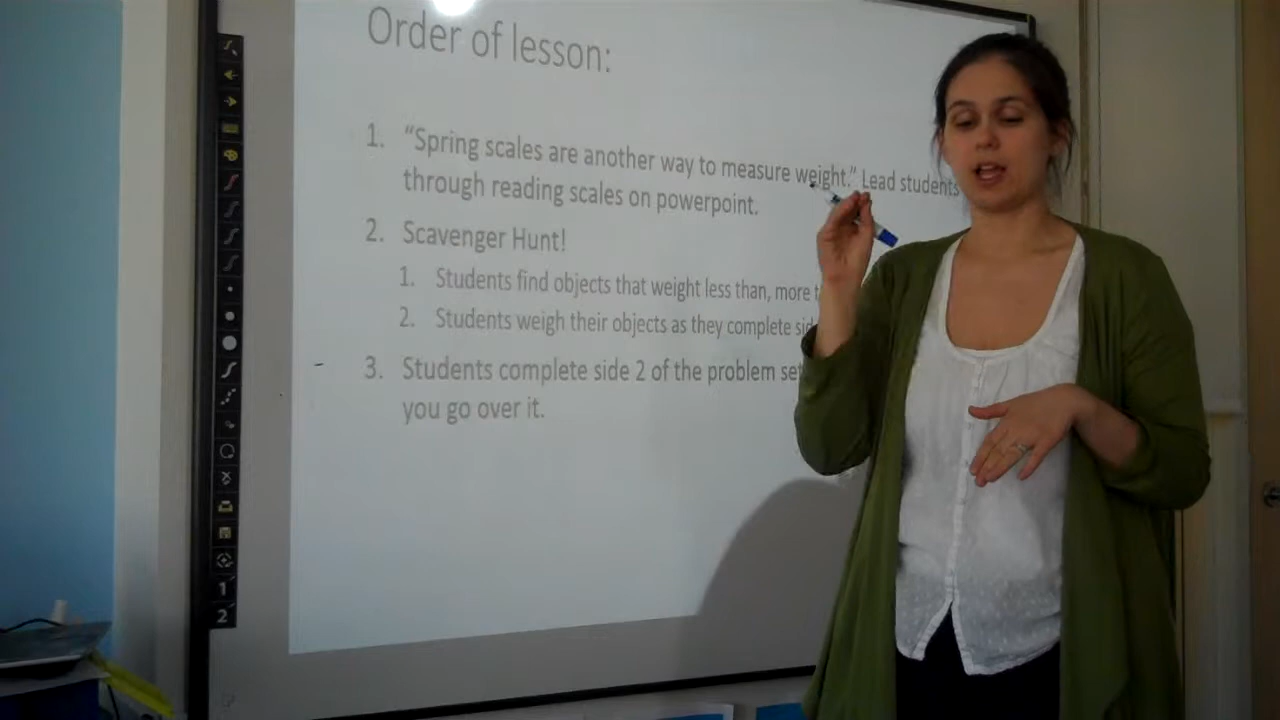 Order of lesson:
1. “Spring scales are another way to measure weight.” Lead students
through reading scales on powerpoint.
2. Scavenger Hunt!
1. Students find objects that weight less than, more
2. Students weigh their objects as they complete
3. Students complete side 2 of the problem set
you go over it.
1
2